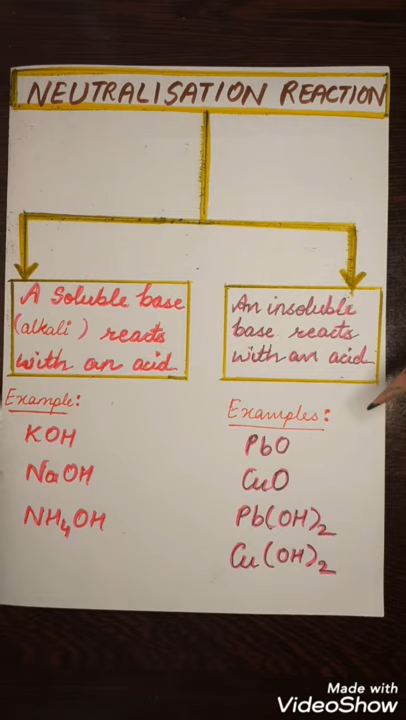 NEUTRALISATION REACTION
A Soluble base
(alkali) reacts
with an acid.
Example:
KOH
NaOH
NH₄OH
An insoluble
base reacts
with an acid.
Examples:
PbO
CuO
Pb(OH)₂
Cu(OH)₂
Made with
VideoShow